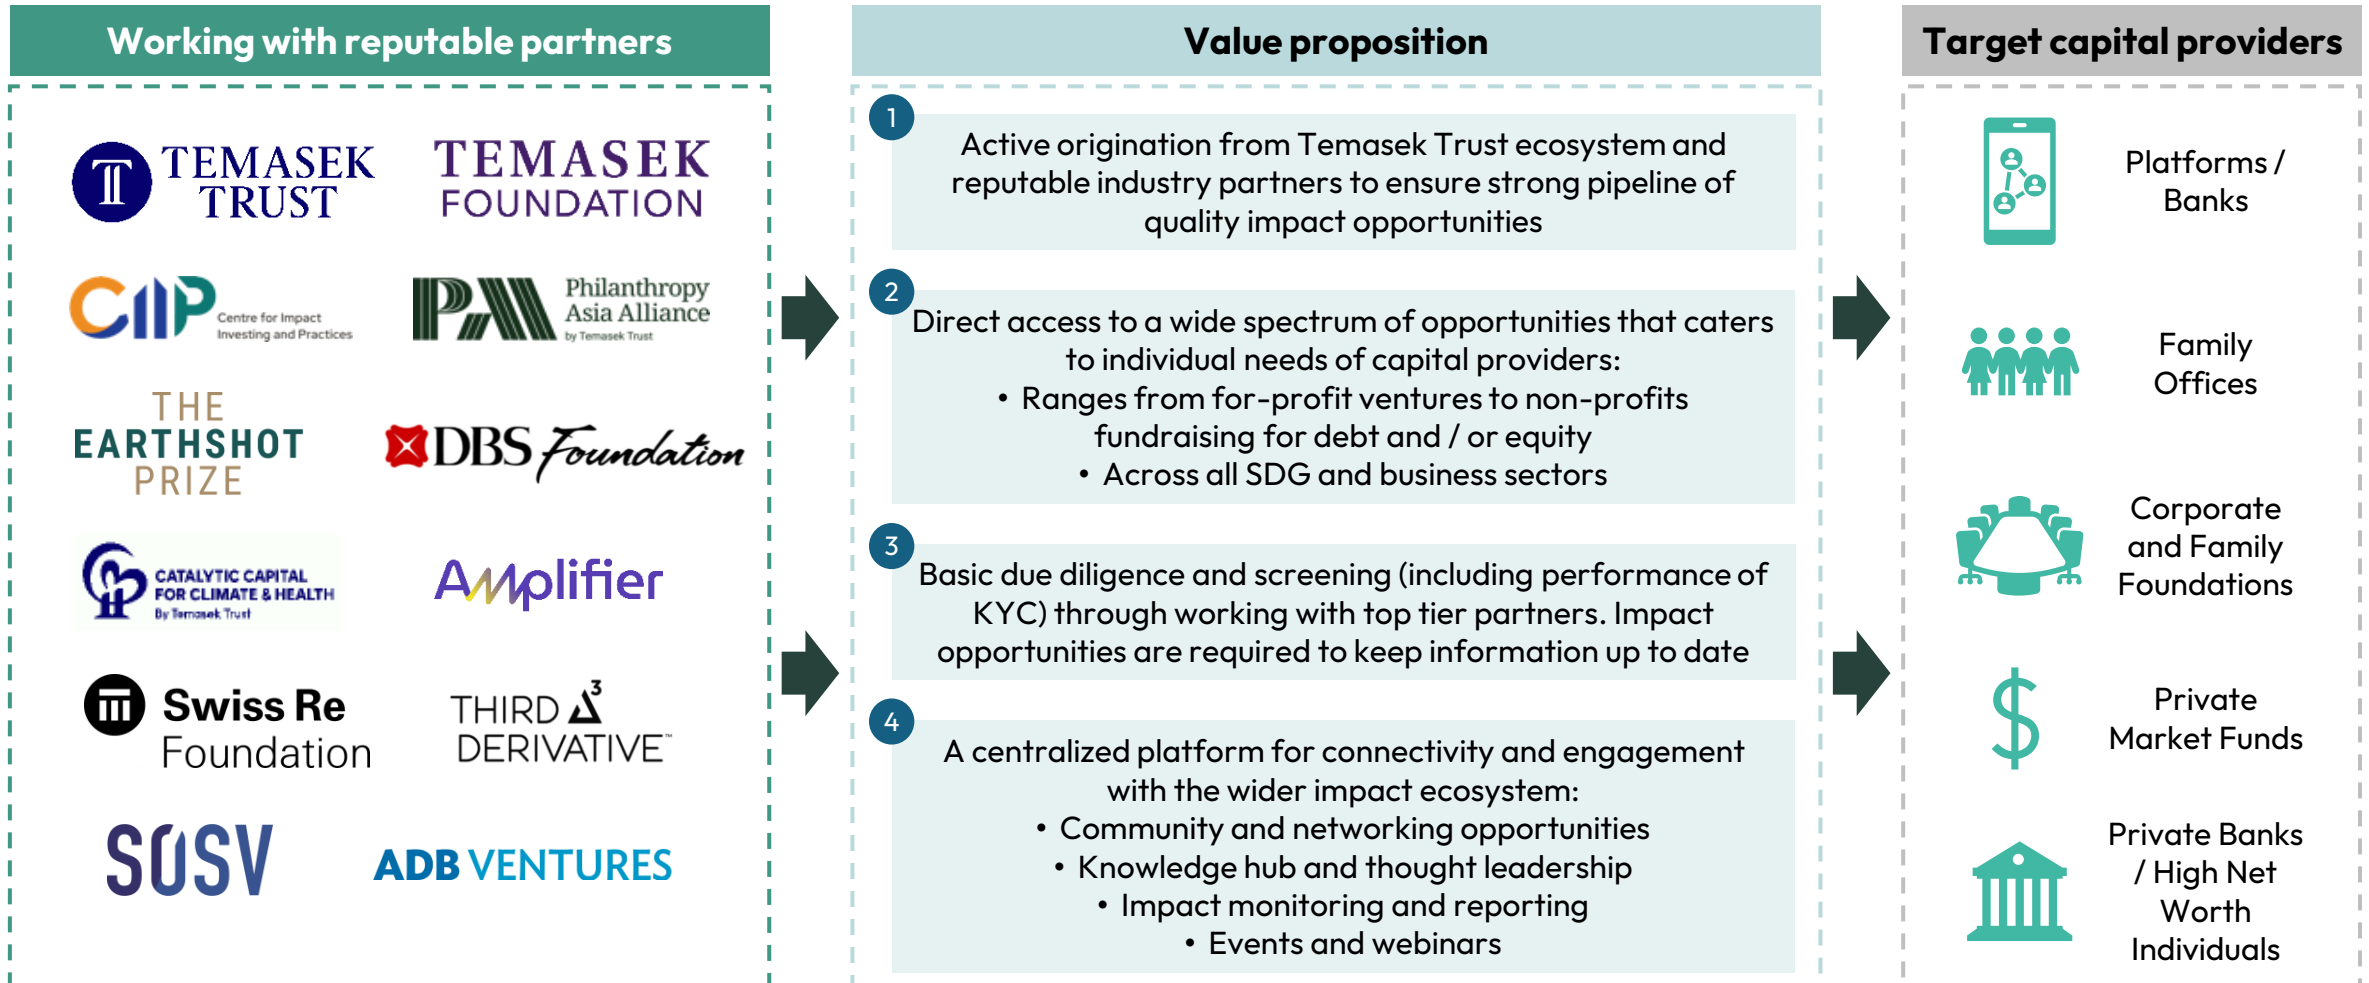 Working with reputable partners
TEMASEK
TRUST
TEMASEK
FOUNDATION
CIIP
Centre for Impact
Investing and Practices
PAA
Philanthropy
Asia Alliance
by Temasek Trust
THE
EARTHSHOT
PRIZE
DBS Foundation
CATALYTIC CAPITAL
FOR CLIMATE & HEALTH
By Temasek Trust
Amplifier
Swiss Re
Foundation
THIRD 3
DERIVATIVE™
SOSV
ADB VENTURES
Value proposition
1
Active origination from Temasek Trust ecosystem and
reputable industry partners to ensure strong pipeline of
quality impact opportunities
2
Direct access to a wide spectrum of opportunities that caters
to individual needs of capital providers:
• Ranges from for-profit ventures to non-profits
fundraising for debt and / or equity
• Across all SDG and business sectors
3
Basic due diligence and screening (including performance of
KYC) through working with top tier partners. Impact
opportunities are required to keep information up to date
4
A centralized platform for connectivity and engagement
with the wider impact ecosystem:
• Community and networking opportunities
• Knowledge hub and thought leadership
• Impact monitoring and reporting
• Events and webinars
Target capital providers
Platforms /
Banks
Family
Offices
Corporate
and Family
Foundations
$
Private
Market Funds
Private Banks
/ High Net
Worth
Individuals